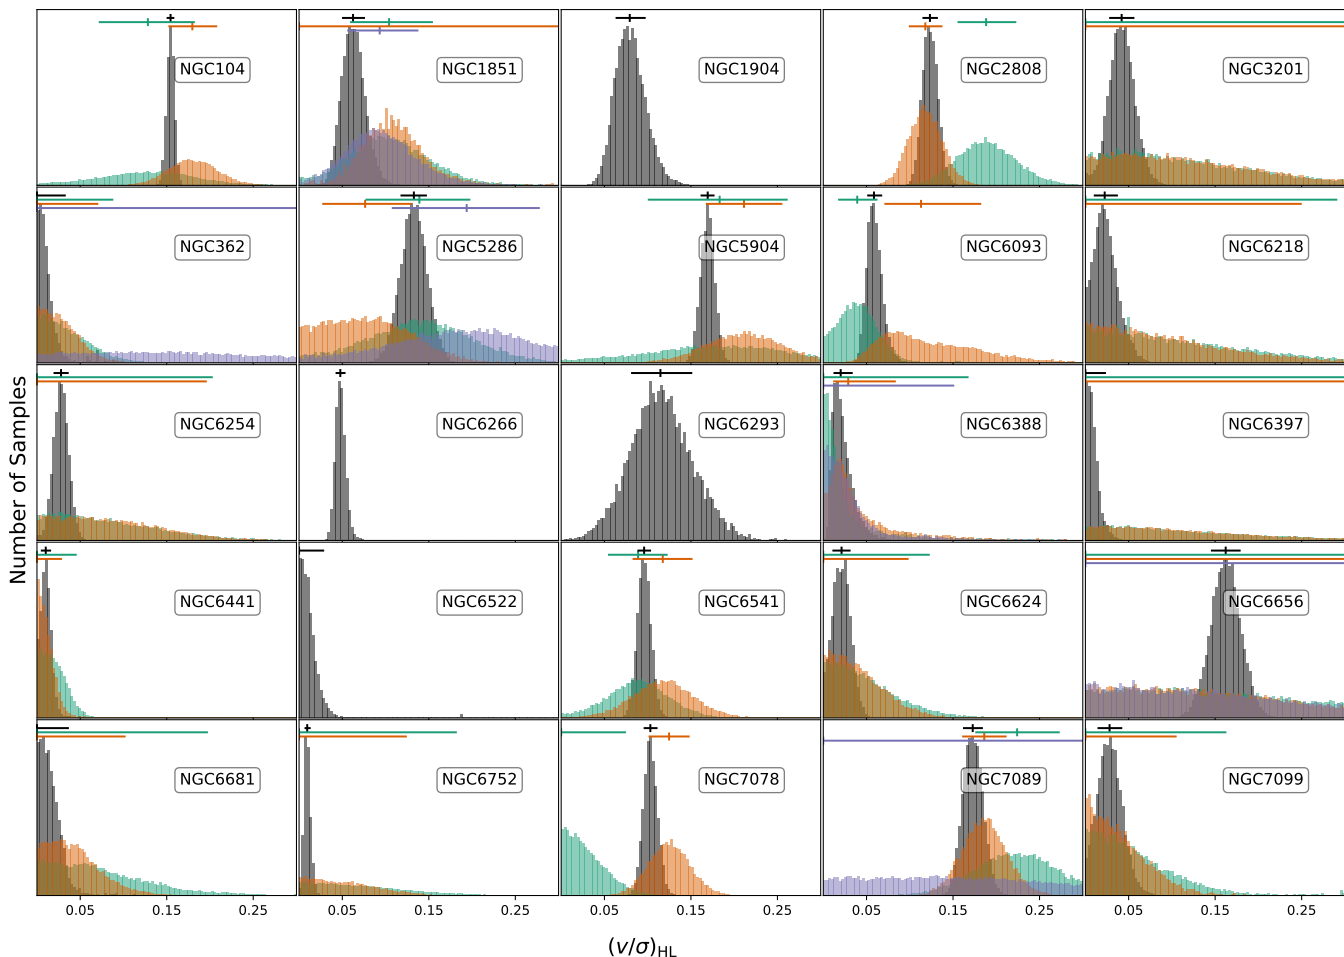 NGC104 NGC1851 NGC1904 NGC2808 NGC3201
NGC362 NGC5286 NGC5904 NGC6093 NGC6218
NGC6254 NGC6266 NGC6293 NGC6388 NGC6397
NGC6441 NGC6522 NGC6541 NGC6624 NGC6656
NGC6681 NGC6752 NGC7078 NGC7089 NGC7099
Number of Samples
0.05 0.15 0.25 0.05 0.15 0.25 0.05 0.15 0.25 0.05 0.15 0.25 0.05 0.15 0.25
(v/σ)HL